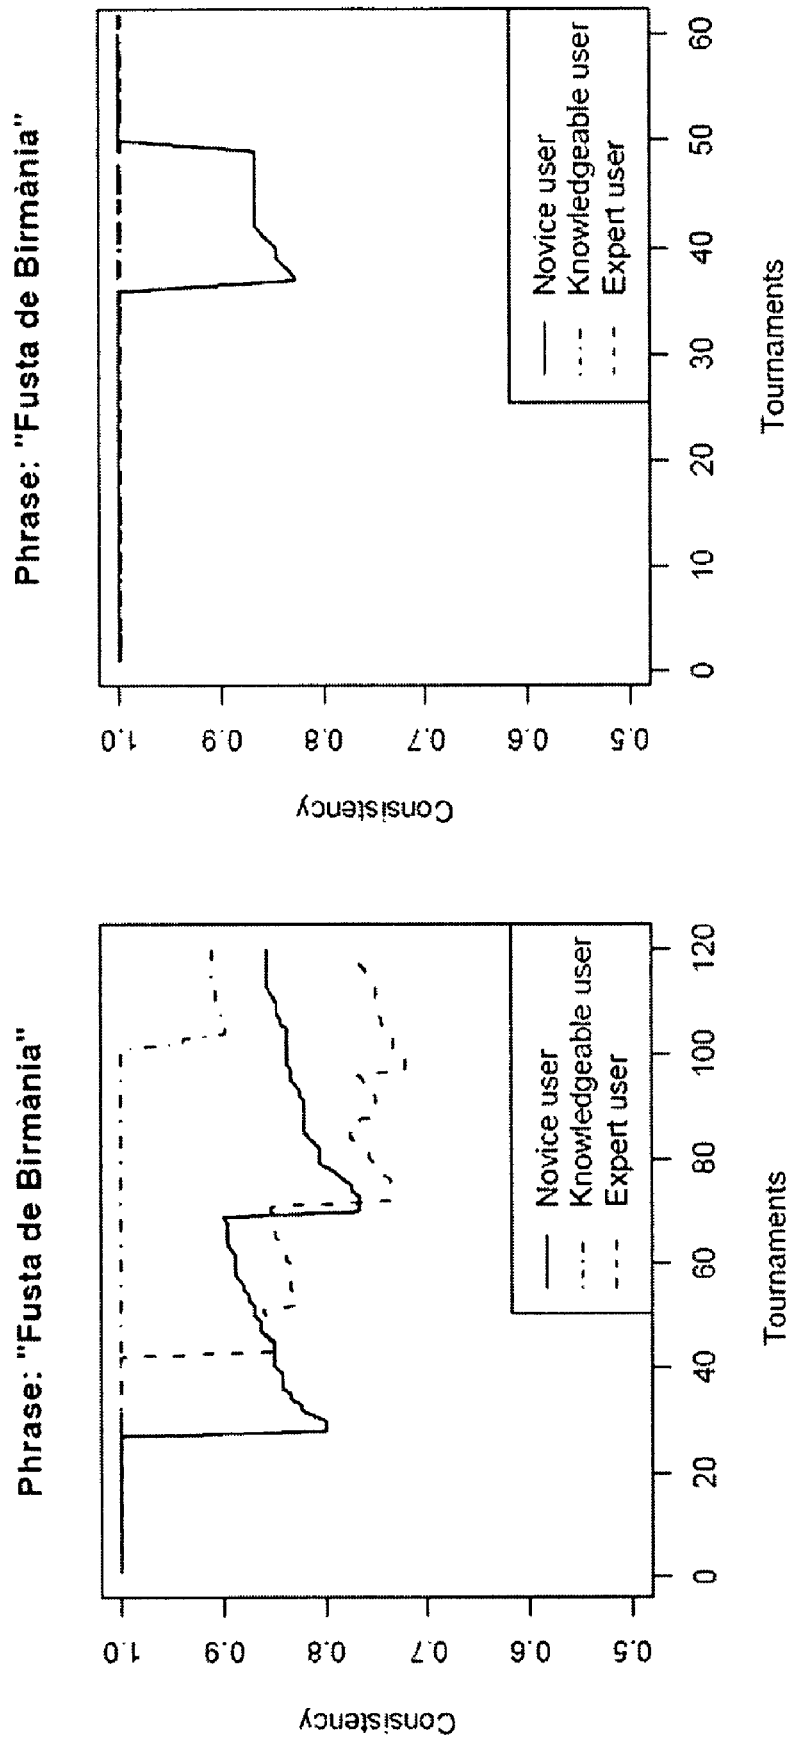 Phrase: "Fusta de Birmània"
Consistency
1.0
0.9
0.8
0.7
0.6
0.5
Novice user
Knowledgeable user
Expert user
0
20
40
60
80
100
120
Tournaments
Phrase: "Fusta de Birmània"
Consistency
1.0
0.9
0.8
0.7
0.6
0.5
Novice user
Knowledgeable user
Expert user
0
10
20
30
40
50
60
Tournaments